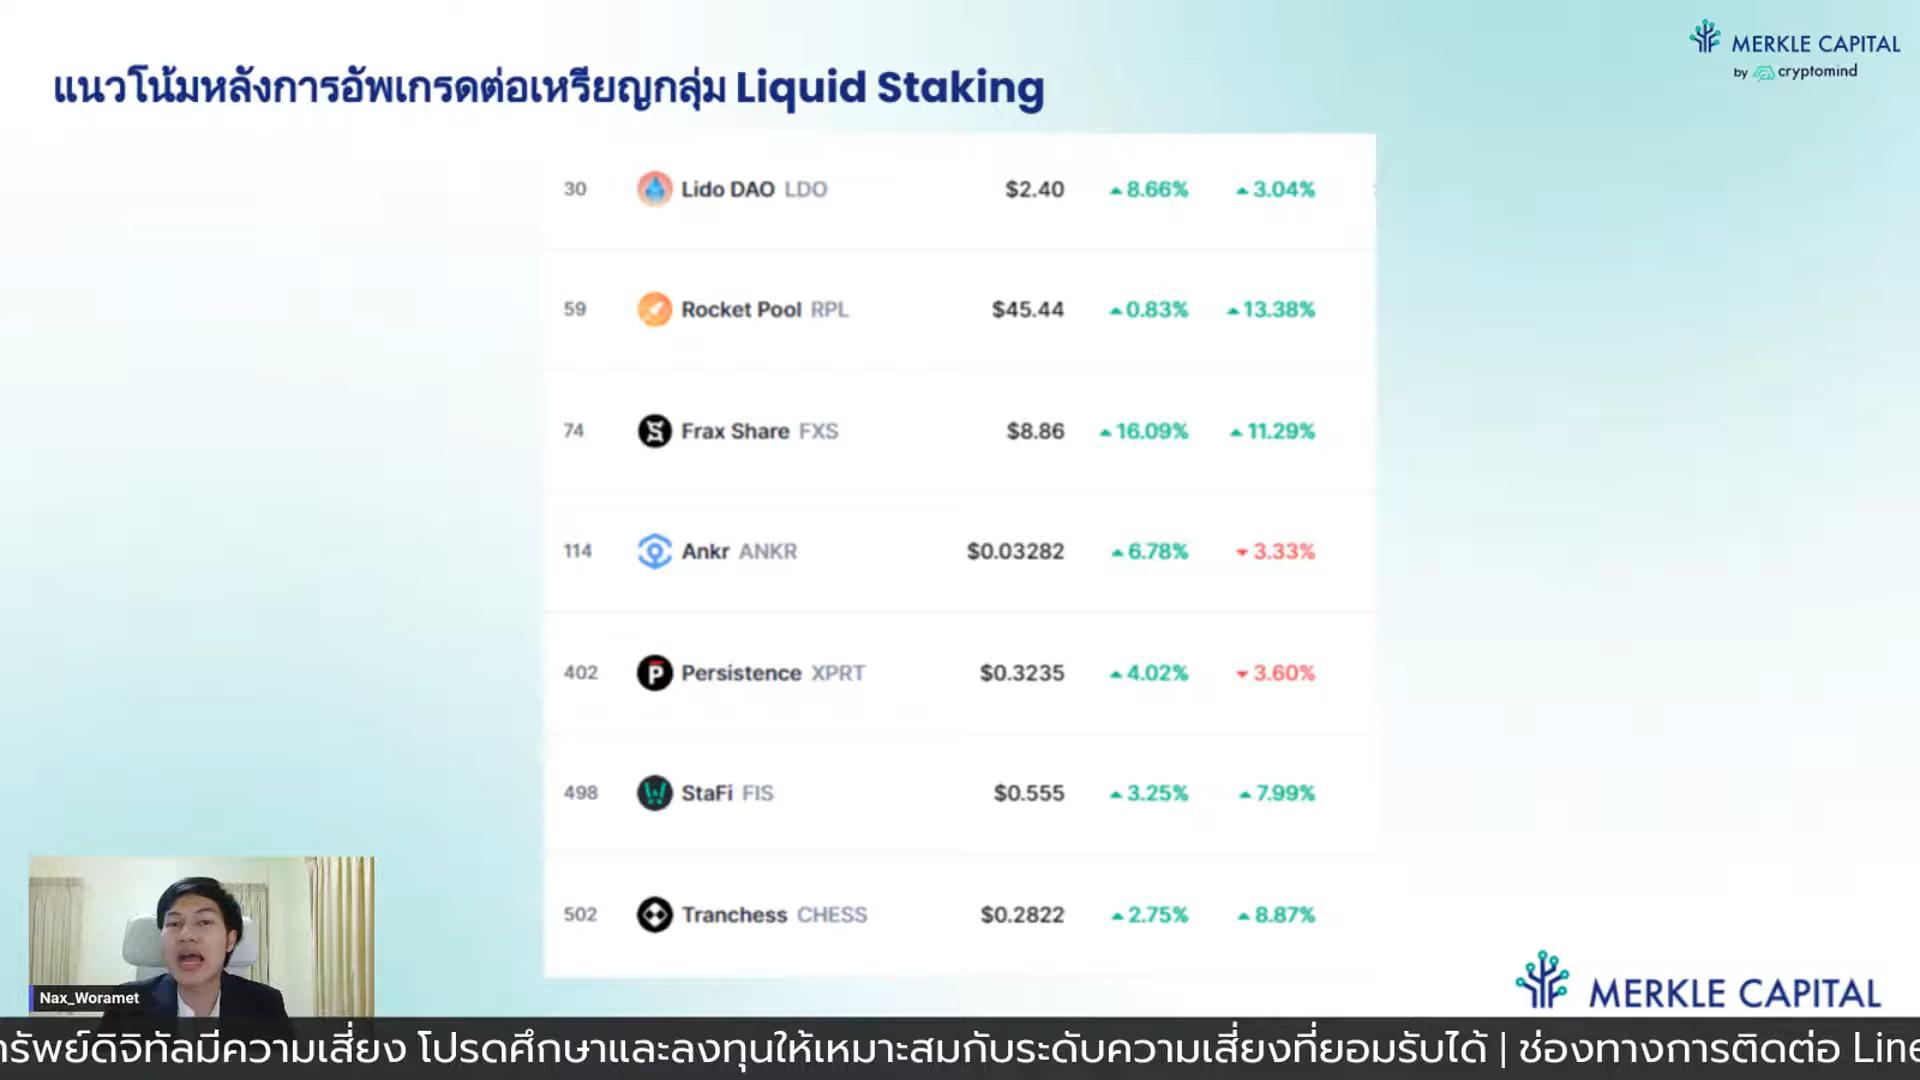 MERKLE CAPITAL
by cryptomind
แนวโน้มหลังการอัพเกรดต่อเหรียญกลุ่ม Liquid Staking
30 Lido DAO LDO $2.40 8.66% 3.04%
59 Rocket Pool RPL $45.44 0.83% 13.38%
74 Frax Share FXS $8.86 16.09% 11.29%
114 Ankr ANKR $0.03282 6.78% 3.33%
402 Persistence XPRT $0.3235 4.02% 3.60%
498 StaFi FIS $0.555 3.25% 7.99%
502 Tranchess CHESS $0.2822 2.75% 8.87%
Nax_Woramet
MERKLE CAPITAL
ทรัพย์ดิจิทัลมีความเสี่ยง โปรดศึกษาและลงทุนให้เหมาะสมกับระดับความเสี่ยงที่ยอมรับได้ | ช่องทางการติดต่อ Line